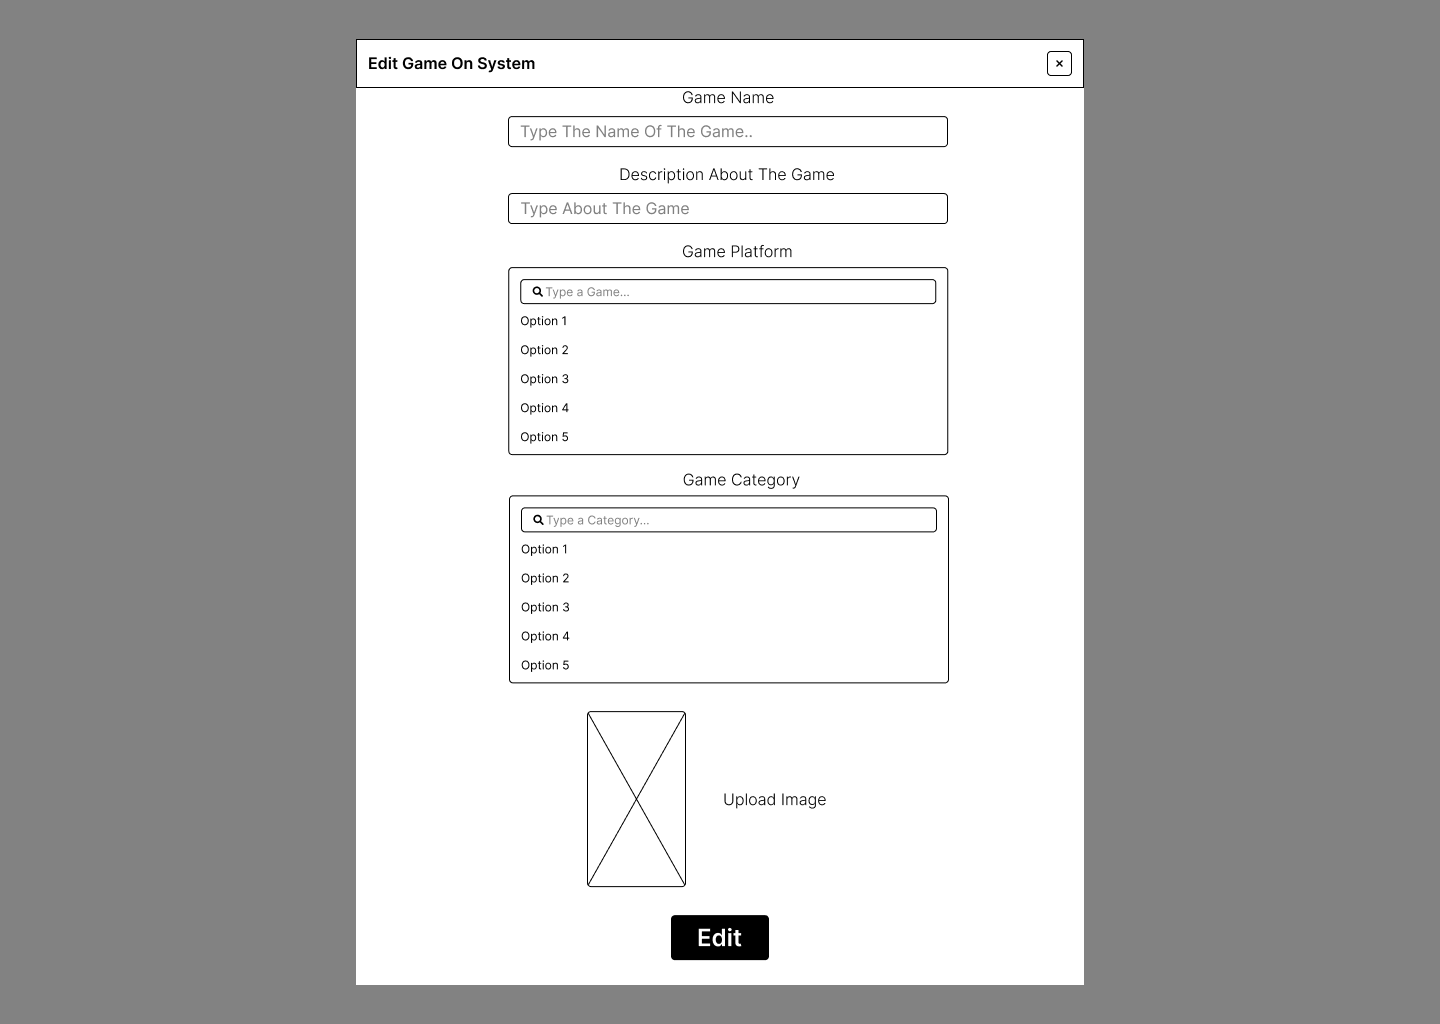 Edit Game On System
×
Game Name
Type The Name Of The Game..
Description About The Game
Type About The Game
Game Platform
Type a Game...
Option 1
Option 2
Option 3
Option 4
Option 5
Game Category
Type a Category...
Option 1
Option 2
Option 3
Option 4
Option 5
Upload Image
Edit